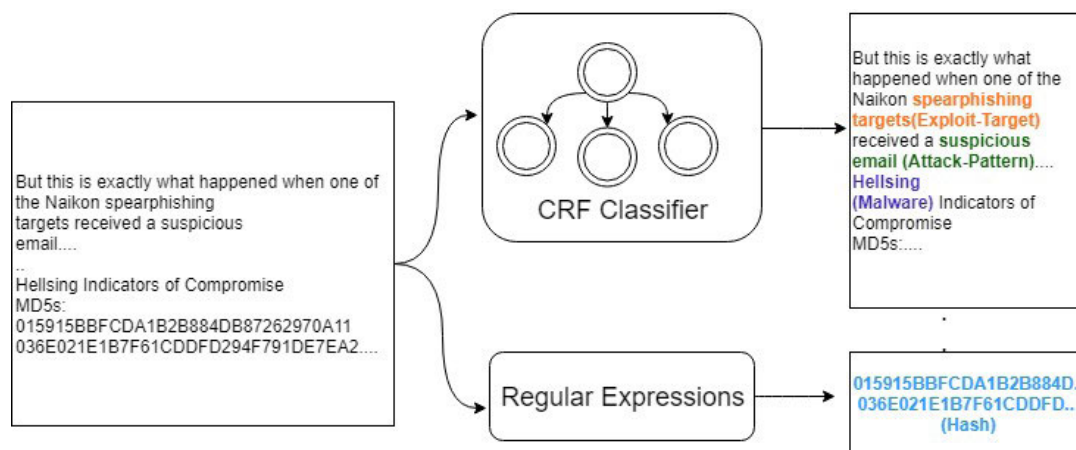 But this is exactly what happened when one of
the Naikon spearphishing
targets received a suspicious
email....
..
Hellsing Indicators of Compromise
MD5s:
015915BBFCDA1B2B884DB87262970A11
036E021E1B7F61CDDFD294F791DE7EA2....
CRF Classifier
Regular Expressions
But this is exactly what
happened when one of the
Naikon spearphishing
targets(Exploit-Target)
received a suspicious
email (Attack-Pattern)....
Hellsing
(Malware) Indicators of
Compromise
MD5s:....
.
.
015915BBFCDA1B2B884D.
036E021E1B7F61CDDFD..
(Hash)